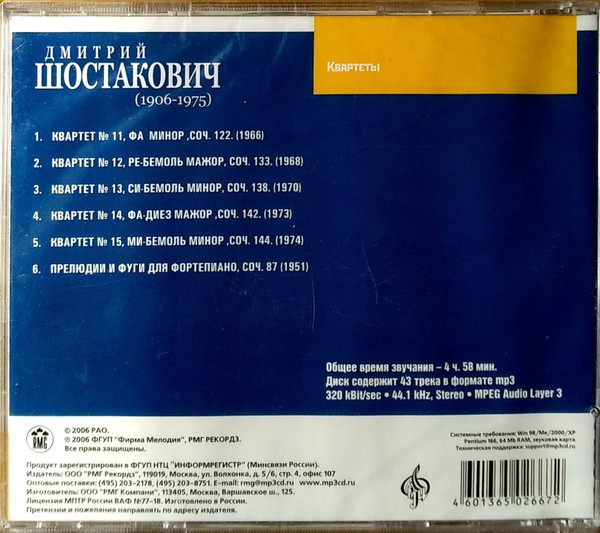 ДМИТРИЙ
ШОСТАКОВИЧ
(1906-1975)
Квартеты
1. КВАРТЕТ № 11, ФА МИНОР ,СОЧ. 122. (1966)
2. КВАРТЕТ № 12, РЕ-БЕМОЛЬ МАЖОР, СОЧ. 133. (1968)
3. КВАРТЕТ № 13, СИ-БЕМОЛЬ МИНОР, СОЧ. 138. (1970)
4. КВАРТЕТ № 14, ФА-ДИЕЗ МАЖОР, СОЧ. 142. (1973)
5. КВАРТЕТ № 15, МИ-БЕМОЛЬ МИНОР ,СОЧ. 144. (1974)
6. ПРЕЛЮДИИ И ФУГИ ДЛЯ ФОРТЕПИАНО, СОЧ. 87 (1951)
Общее время звучания – 4 ч. 58 мин.
Диск содержит 43 трека в формате mp3
320 kBit/sec • 44.1 kHz, Stereo • MPEG Audio Layer 3
RMG
© 2006 РАО.
℗ 2006 ФГУП "Фирма Мелодия", РМГ РЕКОРДЗ.
Все права защищены.
Системные требования: Win 98/Me/2000/XP
Pentium 166, 64 Mb RAM, звуковая карта.
Техническая поддержка: support@mp3cd.ru
Продукт зарегистрирован в ФГУП НТЦ "ИНФОРМРЕГИСТР" (Минсвязи России).
Издатель: ООО "РМГ Рекордз", 119019, Москва, ул. Волхонка, д. 5/6, стр. 4, офис 107
Оптовые поставки: (495) 203-2178, (495) 203-8751. E-mail: rmg@mp3cd.ru http://mp3cd.ru
Изготовитель: ООО "РМГ Компани", 113405, Москва, Варшавское ш., 125.
Лицензия МПТР России ВАФ №77-18. Изготовлено в России.
Претензии и пожелания направлять по адресу издателя.
4 601365 026672